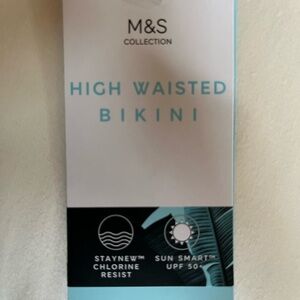 M&S
COLLECTION
HIGH WAISTED
BIKINI
STAYNEW™
CHLORINE
RESIST
SUN SMART™
UPF 50+